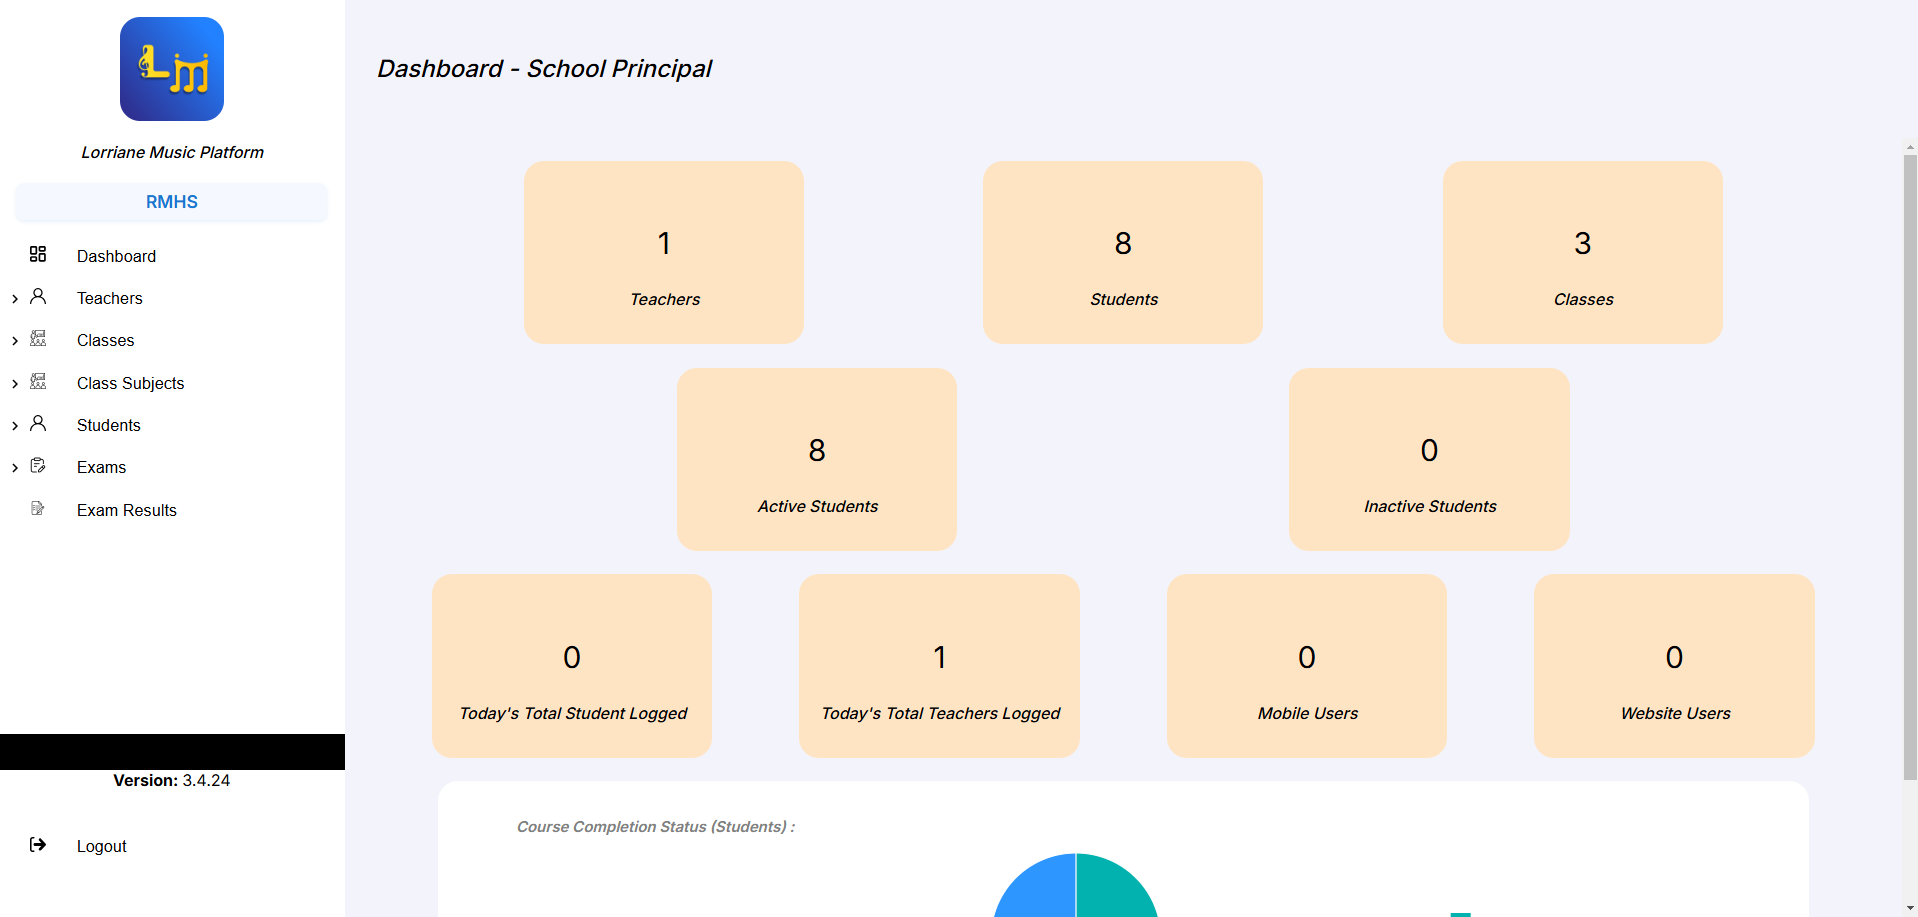 LM
Lorriane Music Platform
RMHS
Dashboard
Teachers
Classes
Class Subjects
Students
Exams
Exam Results
Version: 3.4.24
Logout
Dashboard - School Principal
1
Teachers
8
Students
3
Classes
8
Active Students
0
Inactive Students
0
Today's Total Student Logged
1
Today's Total Teachers Logged
0
Mobile Users
0
Website Users
Course Completion Status (Students) :